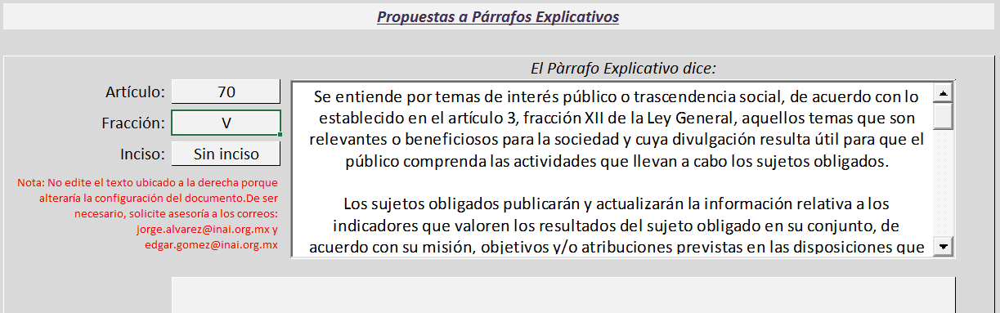 Propuestas a Párrafos Explicativos
El Pàrrafo Explicativo dice:
Artículo: 70
Fracción: V
Inciso: Sin inciso
Nota: No edite el texto ubicado a la derecha porque
alteraría la configuración del documento.De ser
necesario, solicite asesoría a los correos:
jorge.alvarez@inai.org.mx y
edgar.gomez@inai.org.mx
Se entiende por temas de interés público o trascendencia social, de acuerdo con lo
establecido en el artículo 3, fracción XII de la Ley General, aquellos temas que son
relevantes o beneficiosos para la sociedad y cuya divulgación resulta útil para que el
público comprenda las actividades que llevan a cabo los sujetos obligados.
Los sujetos obligados publicarán y actualizarán la información relativa a los
indicadores que valoren los resultados del sujeto obligado en su conjunto, de
acuerdo con su misión, objetivos y/o atribuciones previstas en las disposiciones que